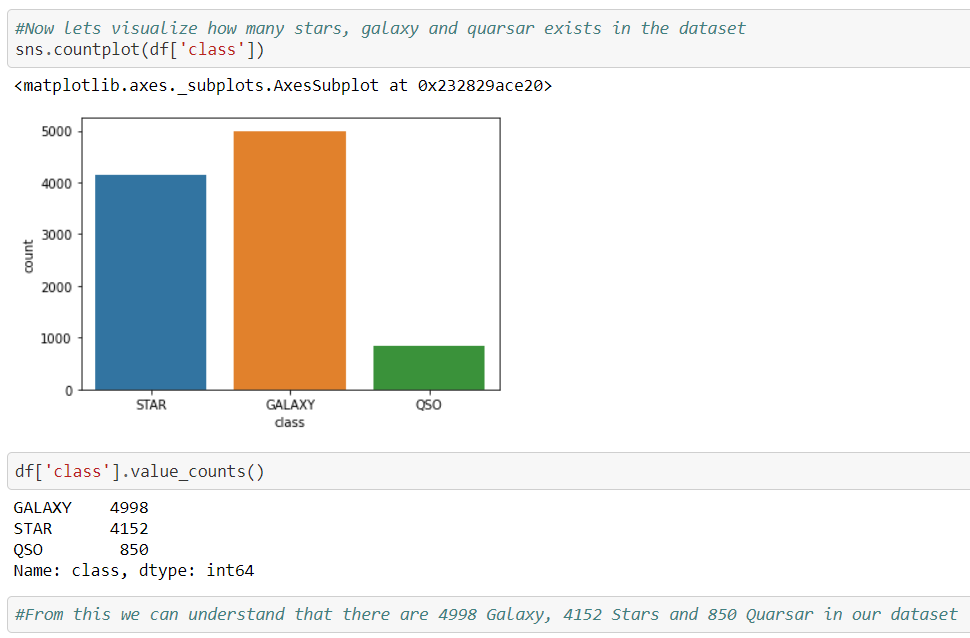 #Now lets visualize how many stars, galaxy and quarsar exists in the dataset
sns.countplot(df['class'])
<matplotlib.axes._subplots.AxesSubplot at 0x232829ace20>
5000
4000
3000
2000
1000
0
count
STAR GALAXY QSO
class
df['class'].value_counts()
GALAXY    4998
STAR      4152
QSO        850
Name: class, dtype: int64
#From this we can understand that there are 4998 Galaxy, 4152 Stars and 850 Quarsar in our dataset